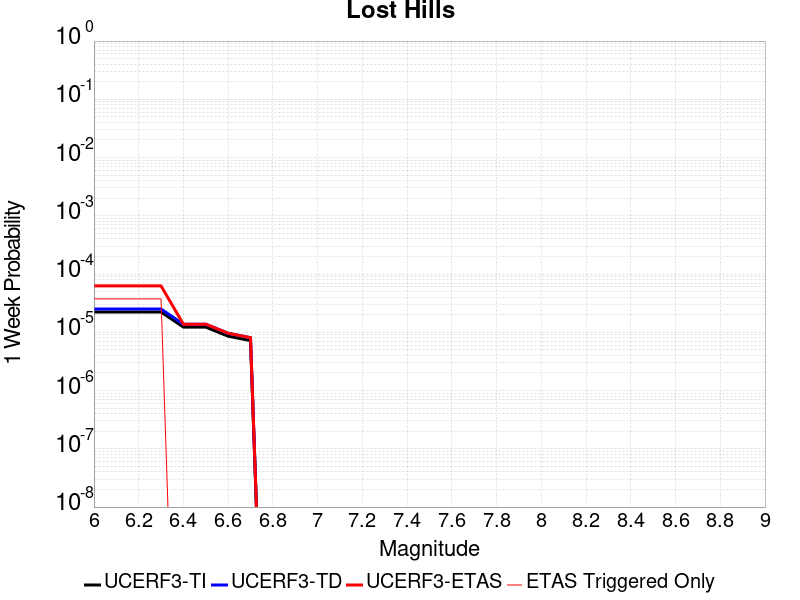 Lost Hills
10 0
10 -1
10 -2
10 -3
10 -4
10 -5
10 -6
10 -7
10 -8
1 Week Probability
6 6.2 6.4 6.6 6.8 7 7.2 7.4 7.6 7.8 8 8.2 8.4 8.6 8.8 9
Magnitude
UCERF3-TI UCERF3-TD UCERF3-ETAS ETAS Triggered Only